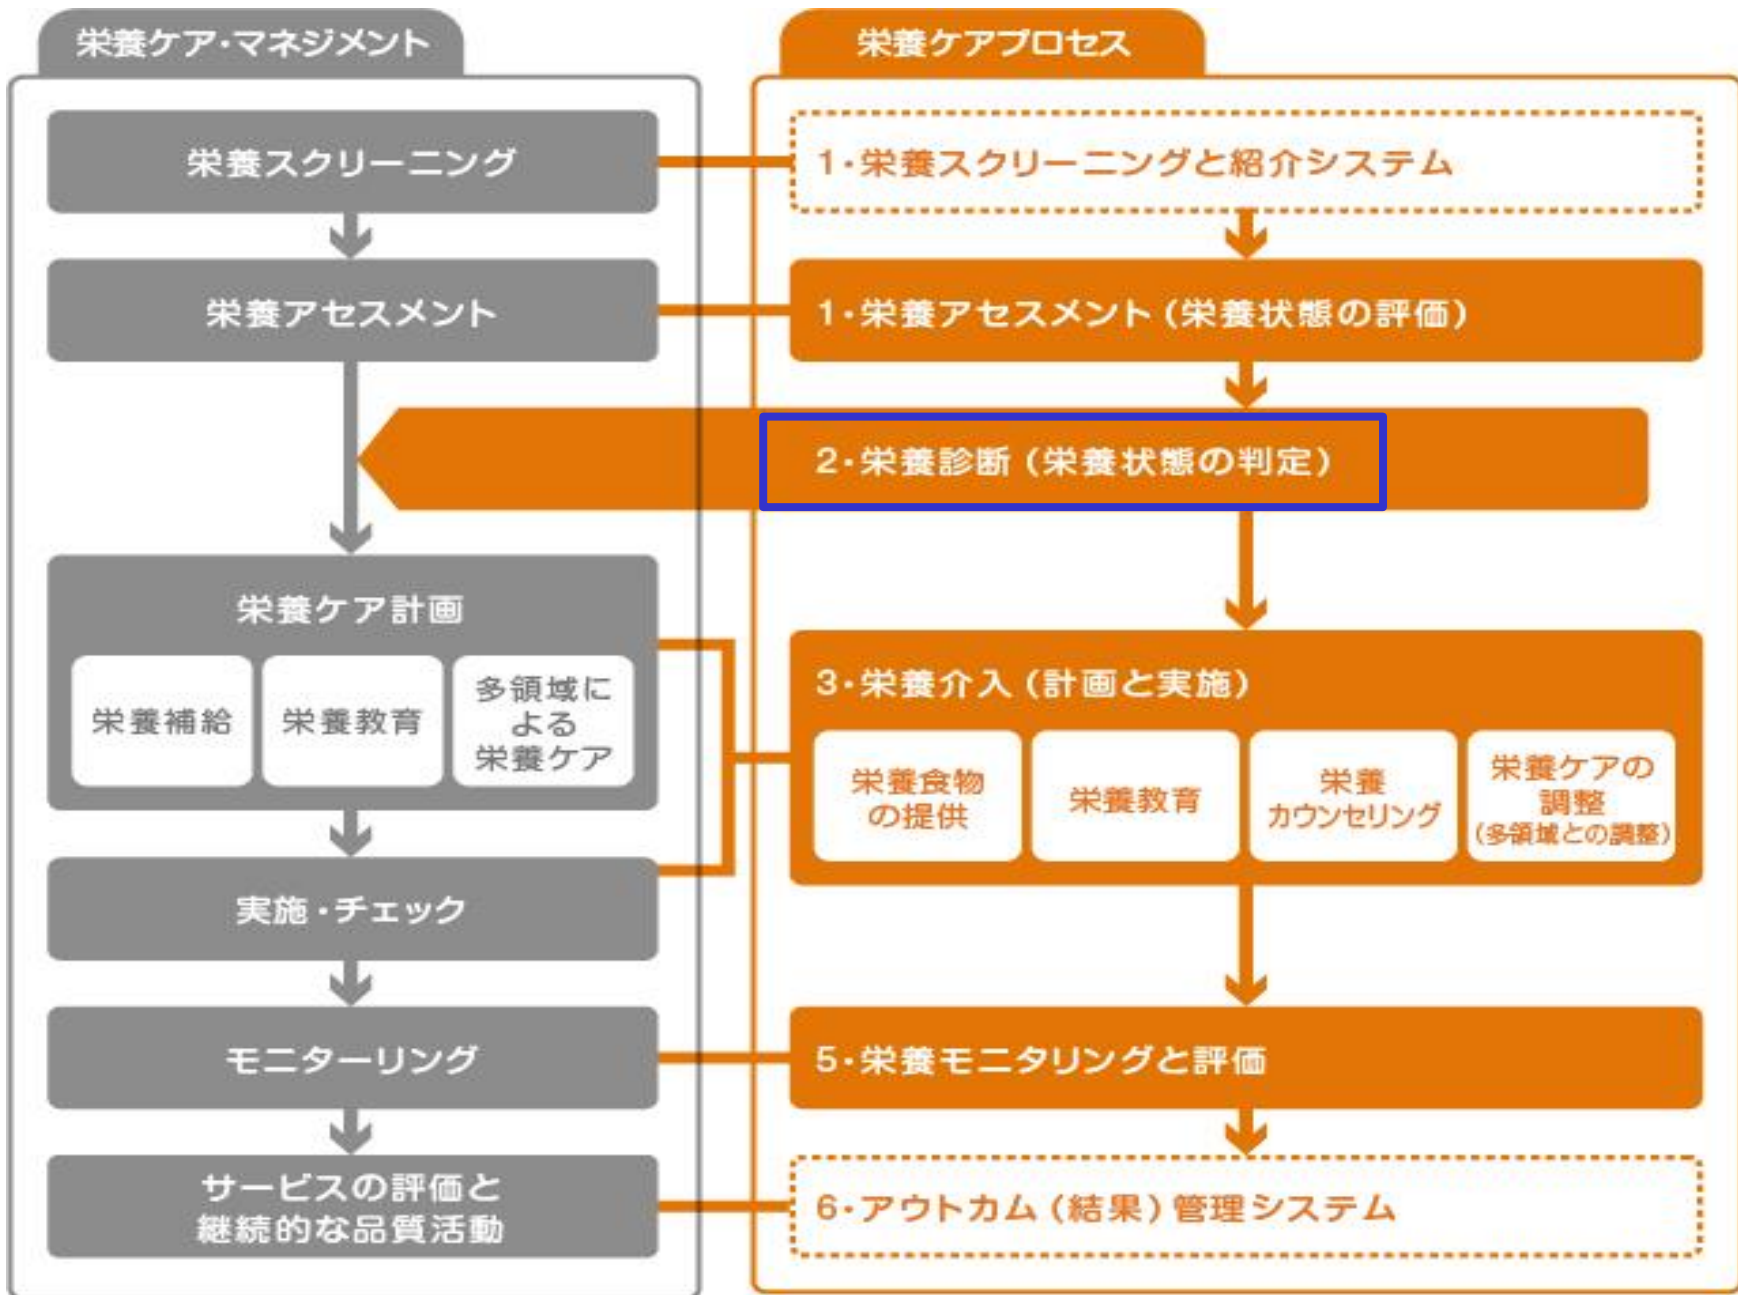 栄養ケア・マネジメント
栄養スクリーニング
栄養アセスメント
栄養ケア計画
栄養補給
栄養教育
多領域に
よる
栄養ケア
実施・チェック
モニターリング
サービスの評価と
継続的な品質活動
栄養ケアプロセス
1・栄養スクリーニングと紹介システム
1・栄養アセスメント(栄養状態の評価)
2・栄養診断(栄養状態の判定)
3・栄養介入(計画と実施)
栄養食物
の提供
栄養教育
栄養
カウンセリング
栄養ケアの
調整
(多領域との調整)
5・栄養モニタリングと評価
6・アウトカム(結果)管理システム